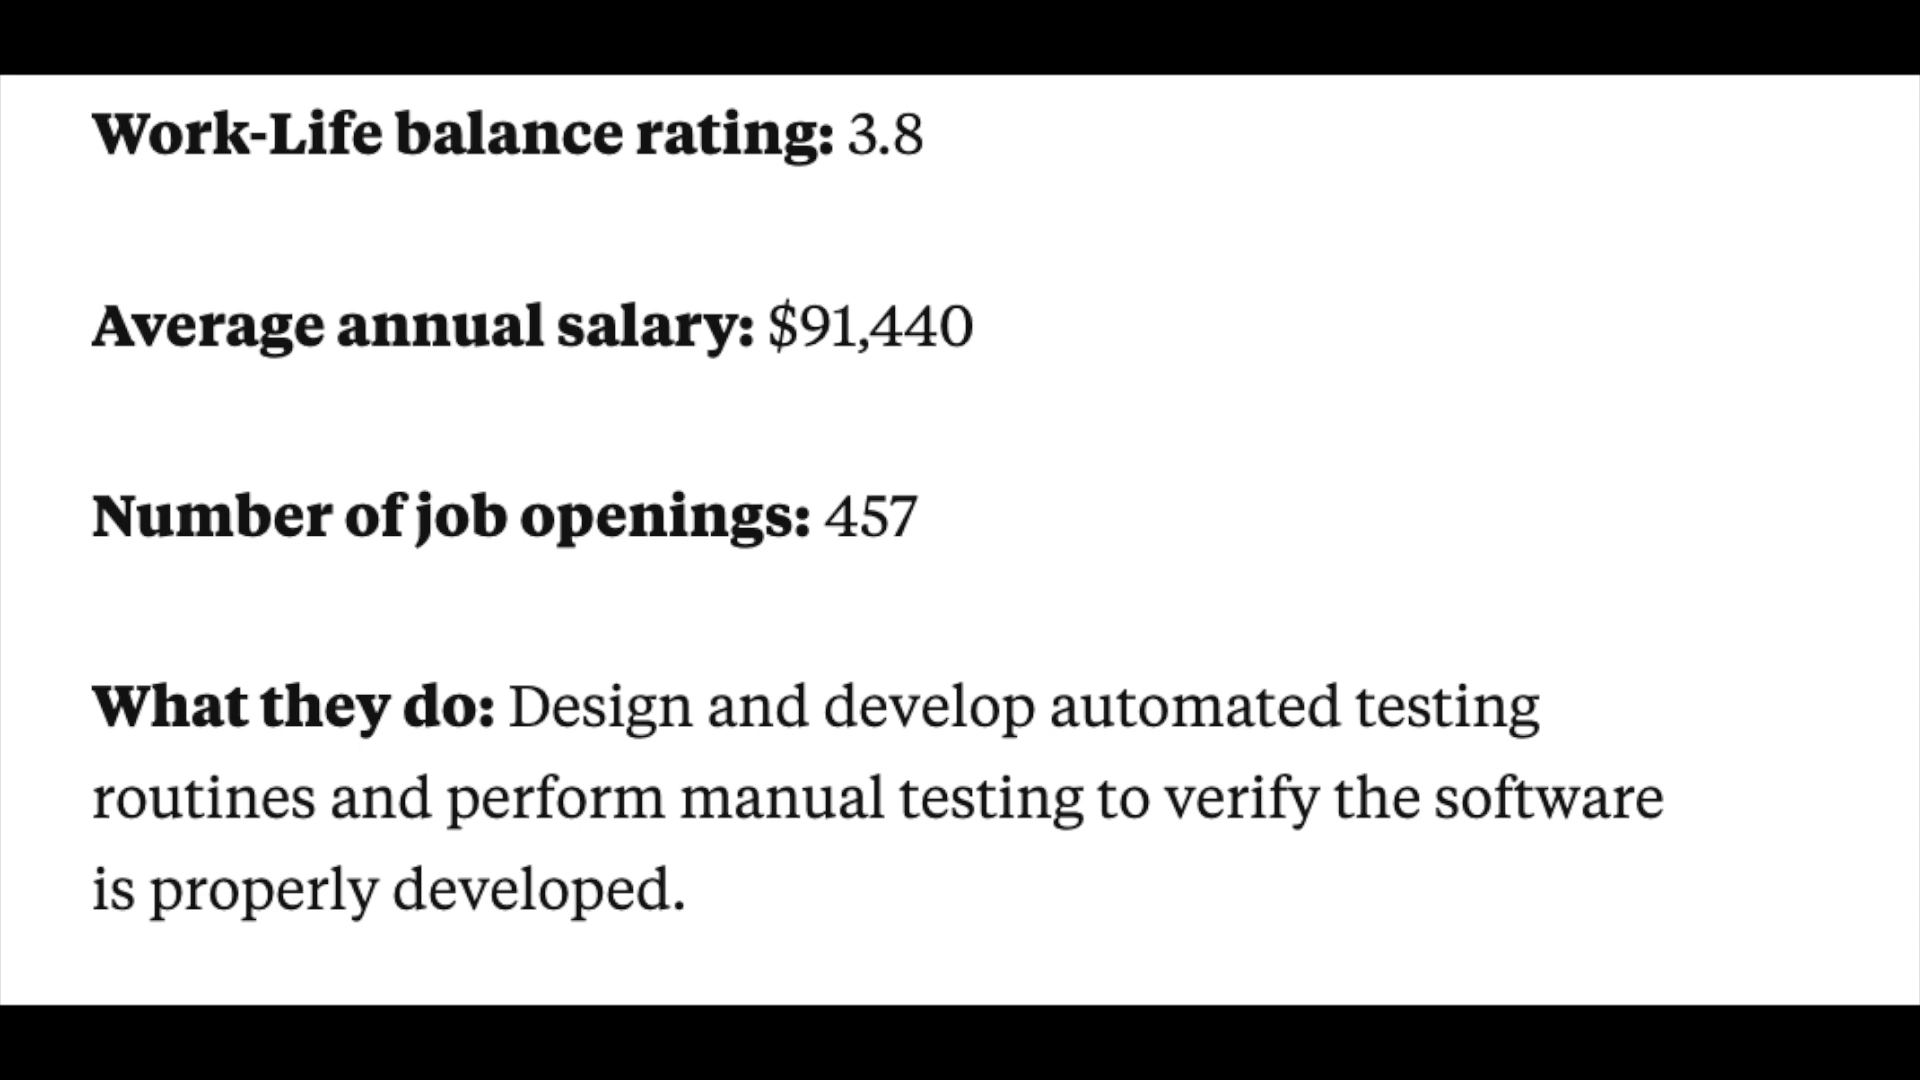 Work-Life balance rating: 3.8
Average annual salary: $91,440
Number of job openings: 457
What they do: Design and develop automated testing
routines and perform manual testing to verify the software
is properly developed.